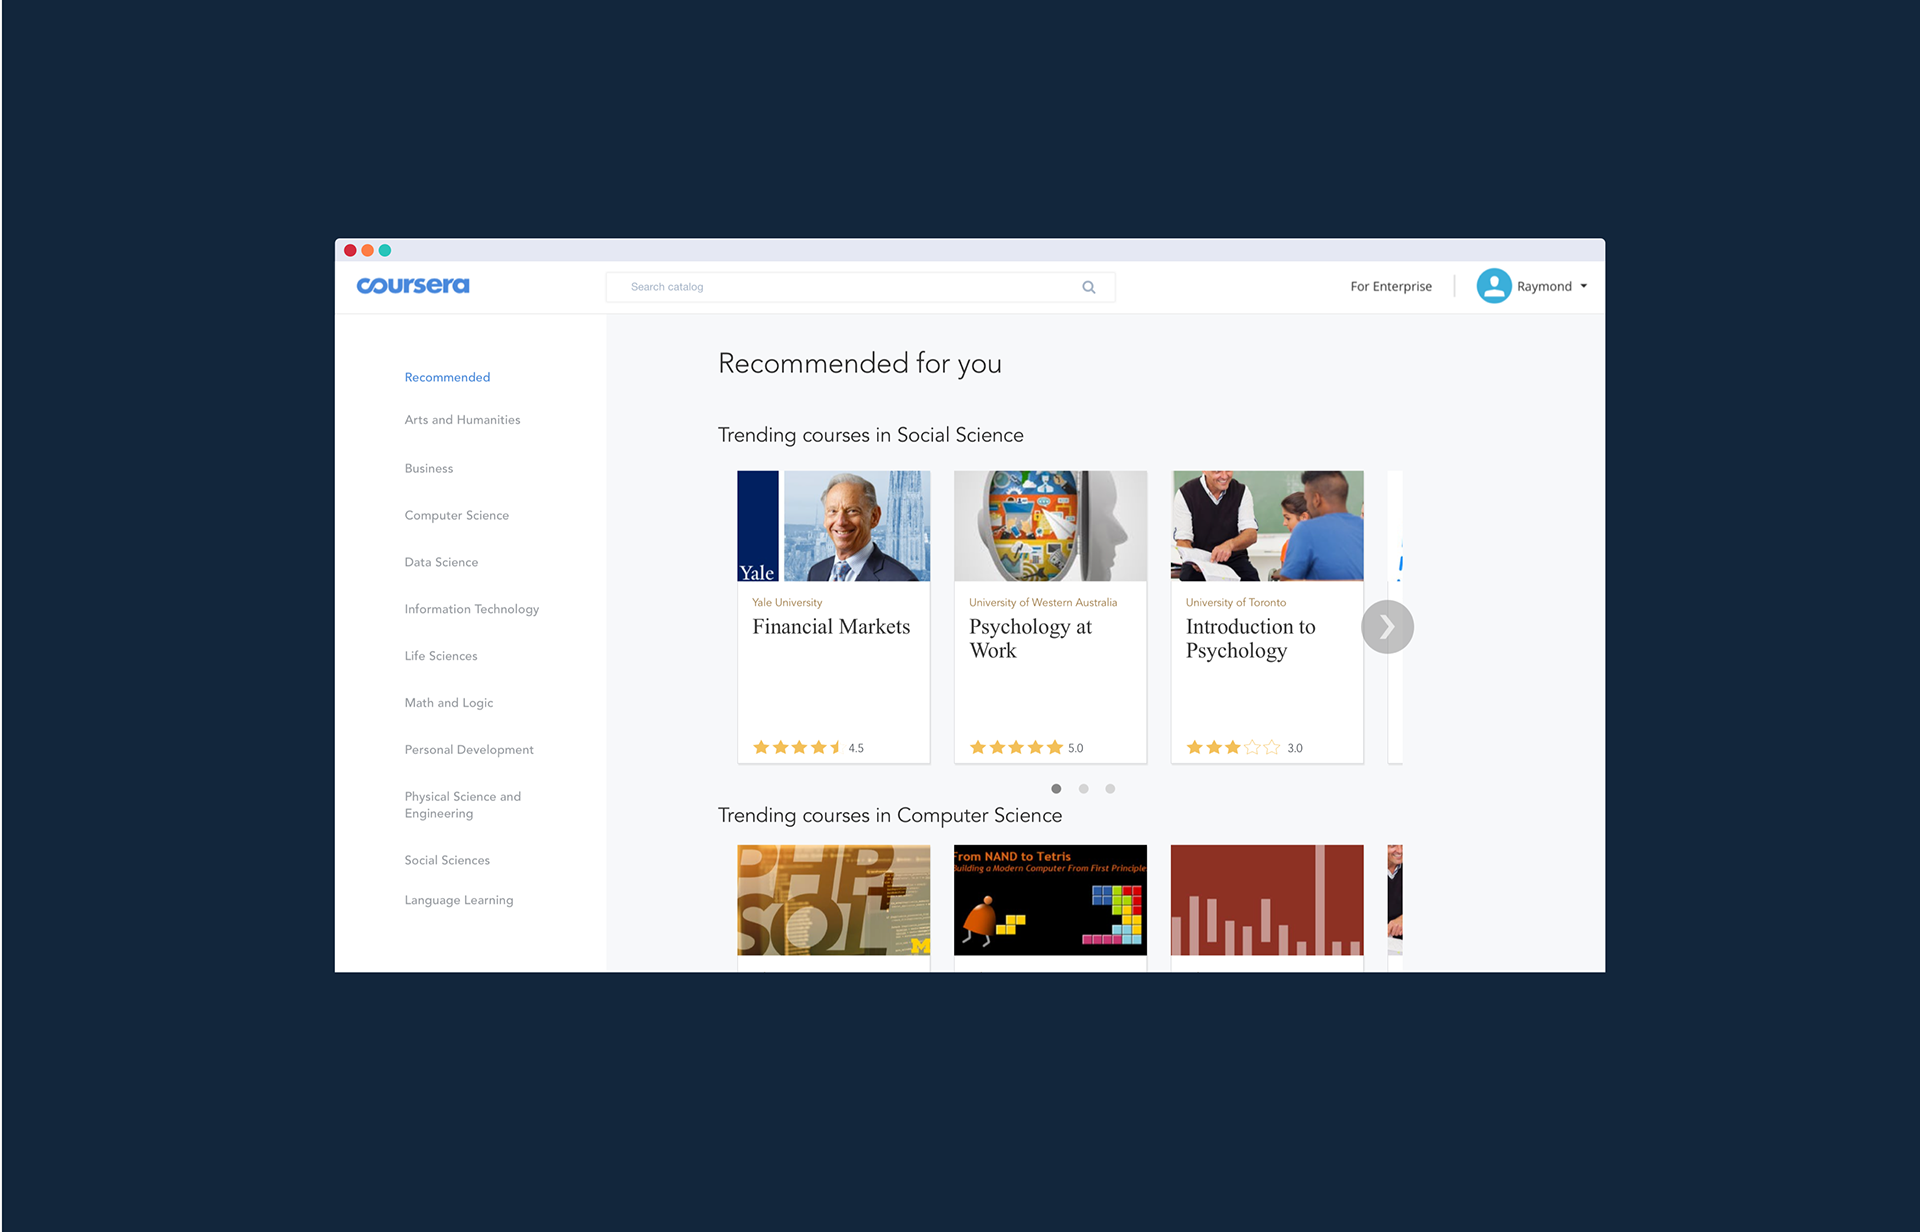 coursera
Search catalog
For Enterprise
Raymond
Recommended
Arts and Humanities
Business
Computer Science
Data Science
Information Technology
Life Sciences
Math and Logic
Personal Development
Physical Science and
Engineering
Social Sciences
Language Learning
Recommended for you
Trending courses in Social Science
Yale
Yale University
Financial Markets
4.5
University of Western Australia
Psychology at
Work
5.0
University of Toronto
Introduction to
Psychology
3.0
Trending courses in Computer Science
PHP
+
SQL
M
From NAND to Tetris
Building a Modern Computer From First Principle